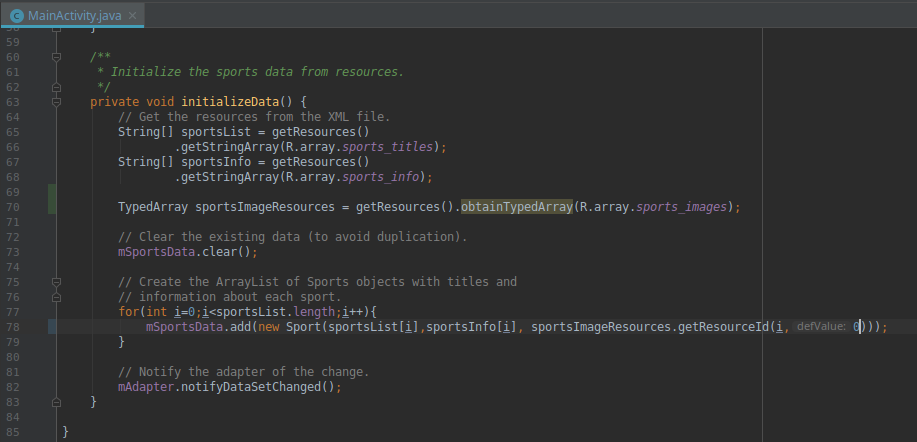 MainActivity.java ×
58 }
59
60 /**
61 * Initialize the sports data from resources.
62 */
63 private void initializeData() {
64 // Get the resources from the XML file.
65 String[] sportsList = getResources()
66 .getStringArray(R.array.sports_titles);
67 String[] sportsInfo = getResources()
68 .getStringArray(R.array.sports_info);
69
70 TypedArray sportsImageResources = getResources().obtainTypedArray(R.array.sports_images);
71
72 // Clear the existing data (to avoid duplication).
73 mSportsData.clear();
74
75 // Create the ArrayList of Sports objects with titles and
76 // information about each sport.
77 for(int i=0;i<sportsList.length;i++){
78 mSportsData.add(new Sport(sportsList[i],sportsInfo[i], sportsImageResources.getResourceId(i, defValue: 0)));
79 }
80
81 // Notify the adapter of the change.
82 mAdapter.notifyDataSetChanged();
83 }
84
85 }